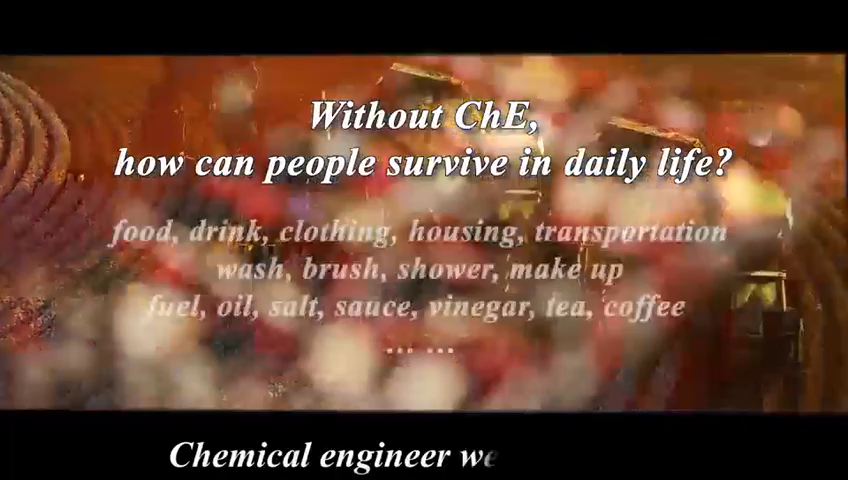 Without ChE,
how can people survive in daily life?
food, drink, clothing, housing, transportation
wash, brush, shower, make up
fuel, oil, salt, sauce, vinegar, tea, coffee
... ...
Chemical engineer we